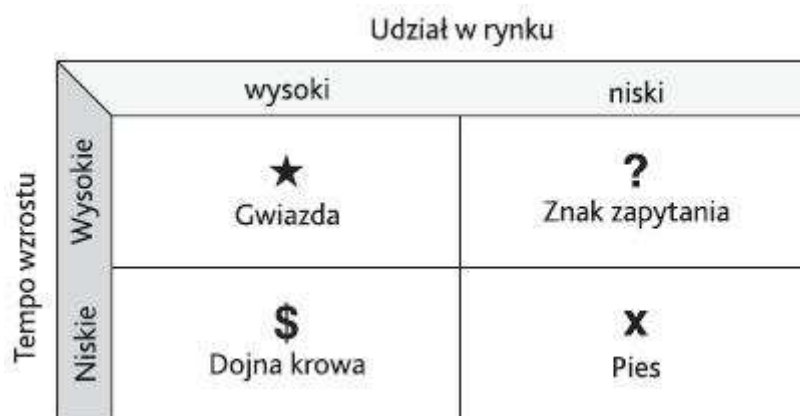 Udział w rynku
wysoki niski
Tempo wzrostu
Wysokie
?
Gwiazda Znak zapytania
Niskie
$ x
Dojna krowa Pies